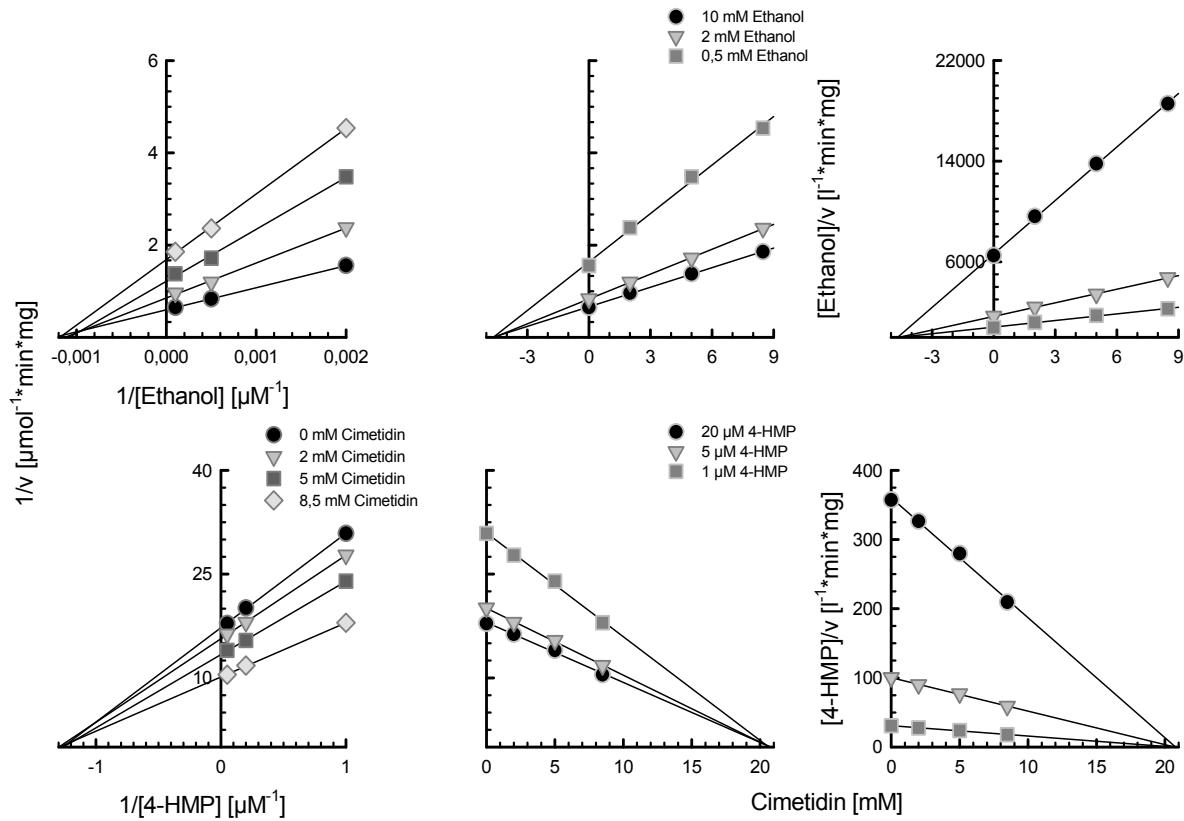 10 mM Ethanol
2 mM Ethanol
0,5 mM Ethanol
6
4
2
-0,001 0,000 0,001 0,002
1/[Ethanol] [µM⁻¹]
-3 0 3 6 9
[Ethanol]/v [l⁻¹*min*mg]
22000
14000
6000
-3 0 3 6 9
1/v [µmol⁻¹*min*mg]
0 mM Cimetidin
2 mM Cimetidin
5 mM Cimetidin
8,5 mM Cimetidin
40
25
10
-1 0 1
1/[4-HMP] [µM⁻¹]
20 µM 4-HMP
5 µM 4-HMP
1 µM 4-HMP
0 5 10 15 20
[4-HMP]/v [l⁻¹*min*mg]
400
300
200
100
0
0 5 10 15 20
Cimetidin [mM]